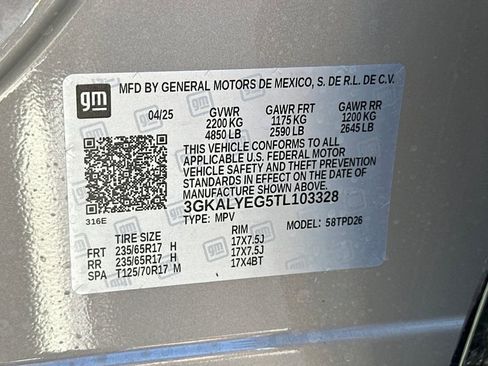 gm MFD BY GENERAL MOTORS DE MEXICO, S. DE R.L. DE C.V.
04/25 GVWR GAWR FRT GAWR RR
2200 KG 1175 KG 1200 KG
4850 LB 2590 LB 2645 LB
THIS VEHICLE CONFORMS TO ALL
APPLICABLE U.S. FEDERAL MOTOR
VEHICLE SAFETY AND THEFT PREVENTION
STANDARDS IN EFFECT ON THE DATE OF
MANUFACTURE SHOWN ABOVE.
3GKALYEG5TL103328
316E TYPE: MPV MODEL: 58TPD26
TIRE SIZE RIM
FRT 235/65R17 H 17X7.5J
RR 235/65R17 H 17X7.5J
SPA T125/70R17 M 17X4BT